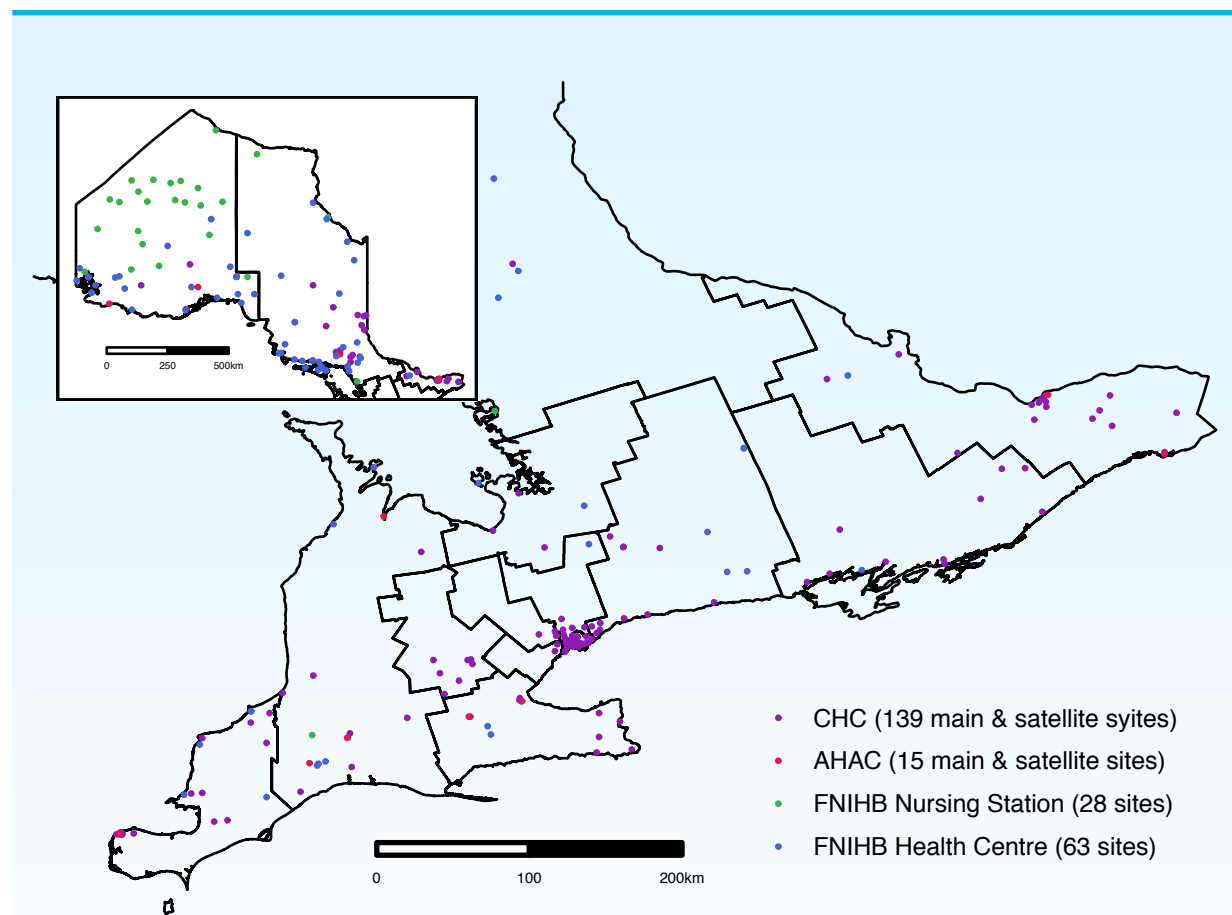 0 250 500km
CHC (139 main & satellite syites)
AHAC (15 main & satellite sites)
FNIHB Nursing Station (28 sites)
FNIHB Health Centre (63 sites)
0 100 200km